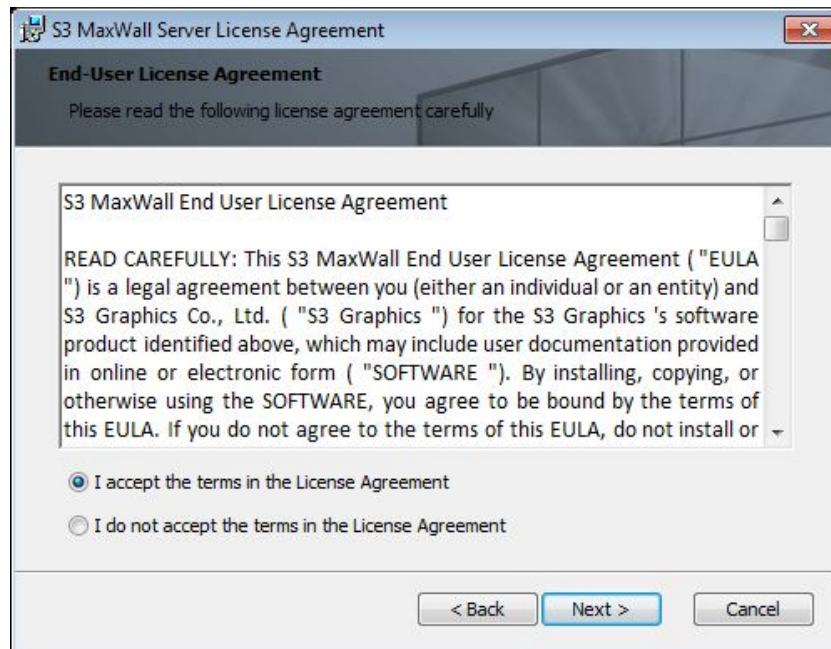 S3 MaxWall Server License Agreement
End-User License Agreement
Please read the following license agreement carefully
S3 MaxWall End User License Agreement
READ CAREFULLY: This S3 MaxWall End User License Agreement ( "EULA
") is a legal agreement between you (either an individual or an entity) and
S3 Graphics Co., Ltd. ( "S3 Graphics ") for the S3 Graphics 's software
product identified above, which may include user documentation provided
in online or electronic form ( "SOFTWARE "). By installing, copying, or
otherwise using the SOFTWARE, you agree to be bound by the terms of
this EULA. If you do not agree to the terms of this EULA, do not install or
I accept the terms in the License Agreement
I do not accept the terms in the License Agreement
< Back Next > Cancel